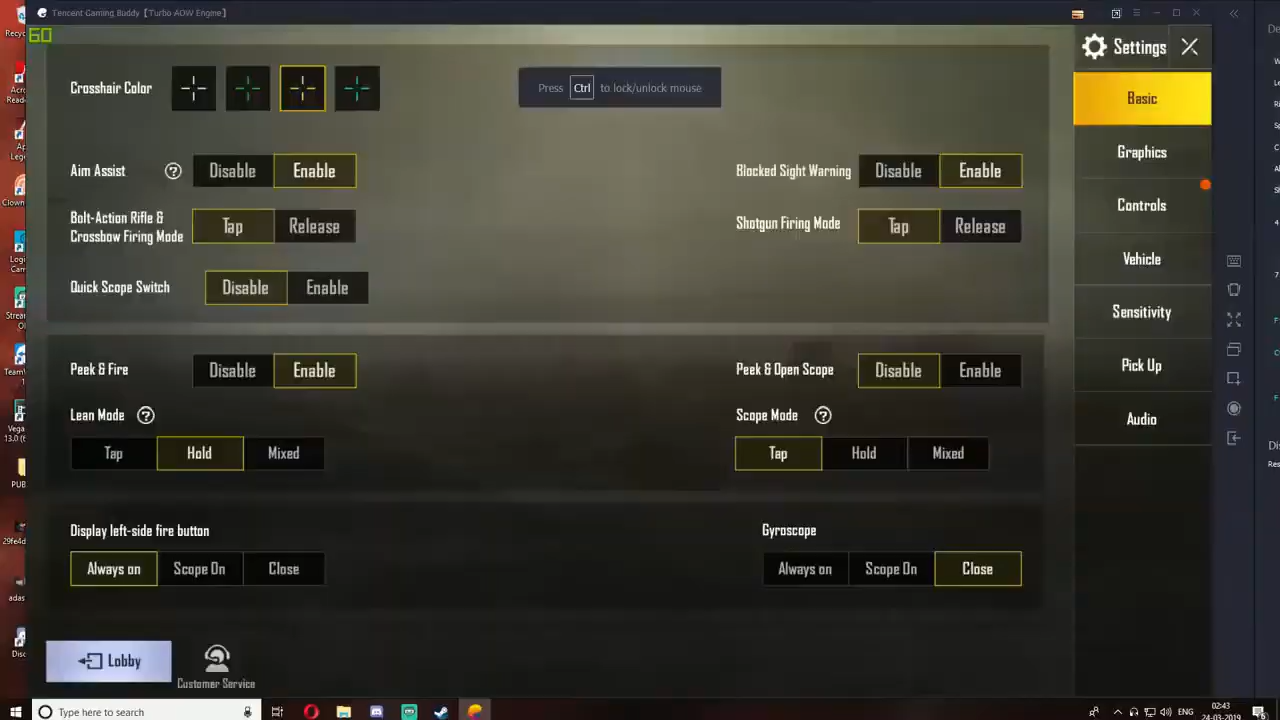 Tencent Gaming Buddy【Turbo AOW Engine】
60
Settings
Crosshair Color
Press Ctrl to lock/unlock mouse
Basic
Aim Assist ? Disable Enable
Blocked Sight Warning Disable Enable
Graphics
Bolt-Action Rifle &
Crossbow Firing Mode
Tap Release
Shotgun Firing Mode Tap Release
Controls
Quick Scope Switch Disable Enable
Vehicle
Sensitivity
Peek & Fire Disable Enable
Peek & Open Scope Disable Enable
Pick Up
Lean Mode ?
Scope Mode ?
Audio
Tap Hold Mixed
Tap Hold Mixed
Display left-side fire button
Gyroscope
Always on Scope On Close
Always on Scope On Close
Lobby
Customer Service
Type here to search
ENG
02:43
24-03-2019